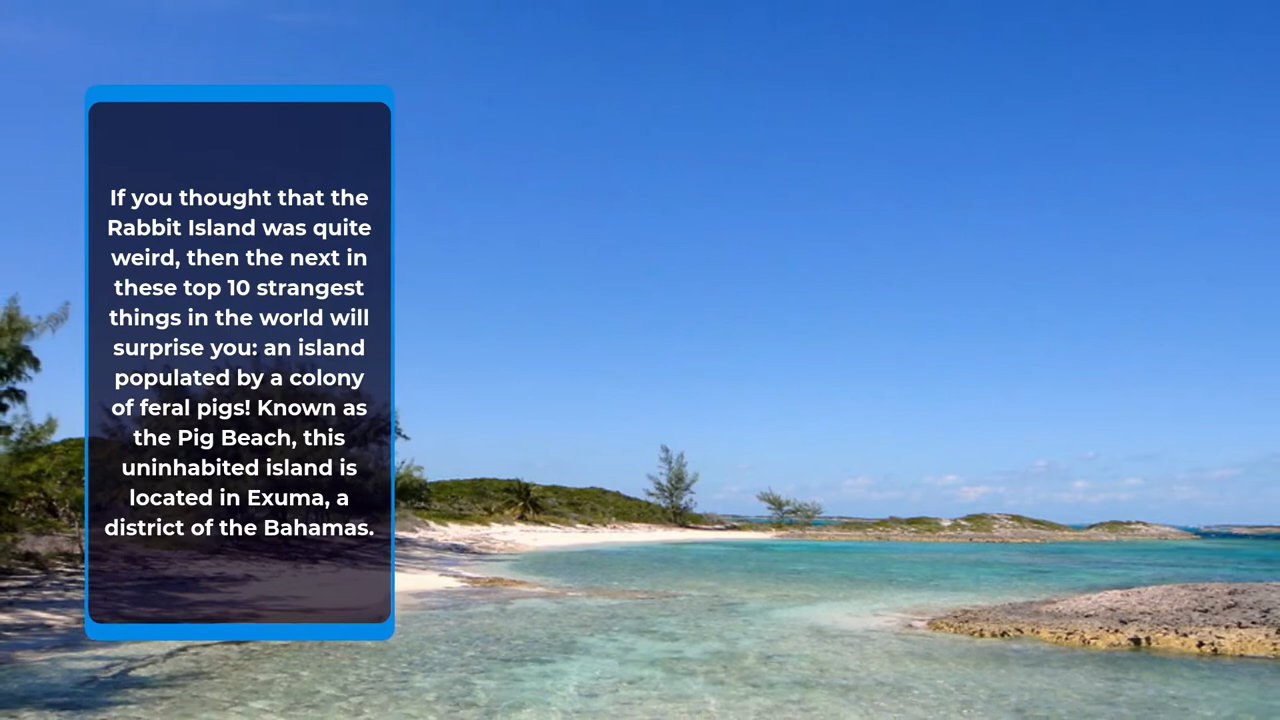 If you thought that the
Rabbit Island was quite
weird, then the next in
these top 10 strangest
things in the world will
surprise you: an island
populated by a colony
of feral pigs! Known as
the Pig Beach, this
uninhabited island is
located in Exuma, a
district of the Bahamas.